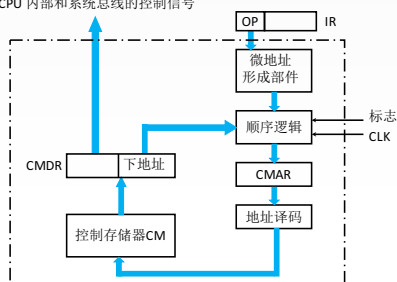 CPU 内部和系统总线的控制信号
OP
IR
微地址
形成部件
顺序逻辑
标志
CLK
CMDR
下地址
CMAR
地址译码
控制存储器CM